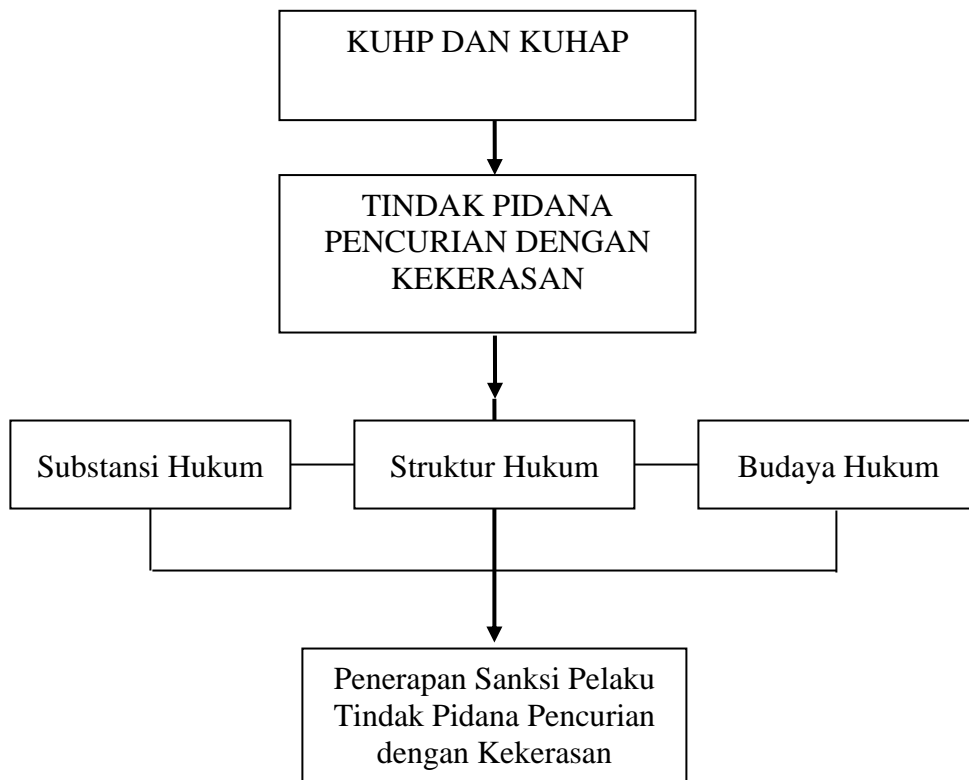 KUHP DAN KUHAP
TINDAK PIDANA
PENCURIAN DENGAN
KEKERASAN
Substansi Hukum
Struktur Hukum
Budaya Hukum
Penerapan Sanksi Pelaku
Tindak Pidana Pencurian
dengan Kekerasan